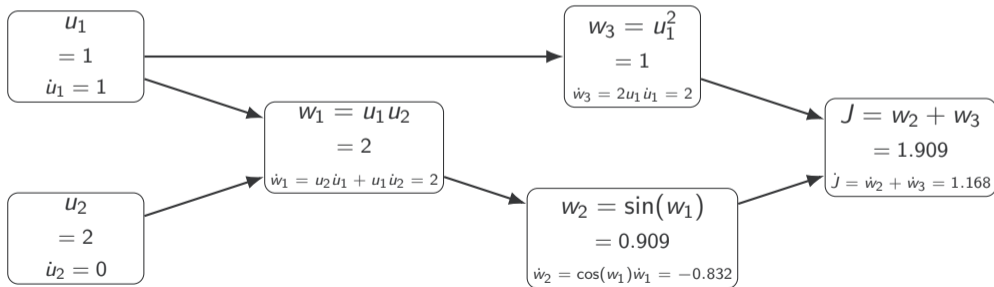 u₁
= 1
u̇₁ = 1
w₃ = u₁²
= 1
ẇ₃ = 2u₁u̇₁ = 2
w₁ = u₁u₂
= 2
ẇ₁ = u₂u̇₁ + u₁u̇₂ = 2
J = w₂ + w₃
= 1.909
J̇ = ẇ₂ + ẇ₃ = 1.168
u₂
= 2
u̇₂ = 0
w₂ = sin(w₁)
= 0.909
ẇ₂ = cos(w₁)ẇ₁ = −0.832